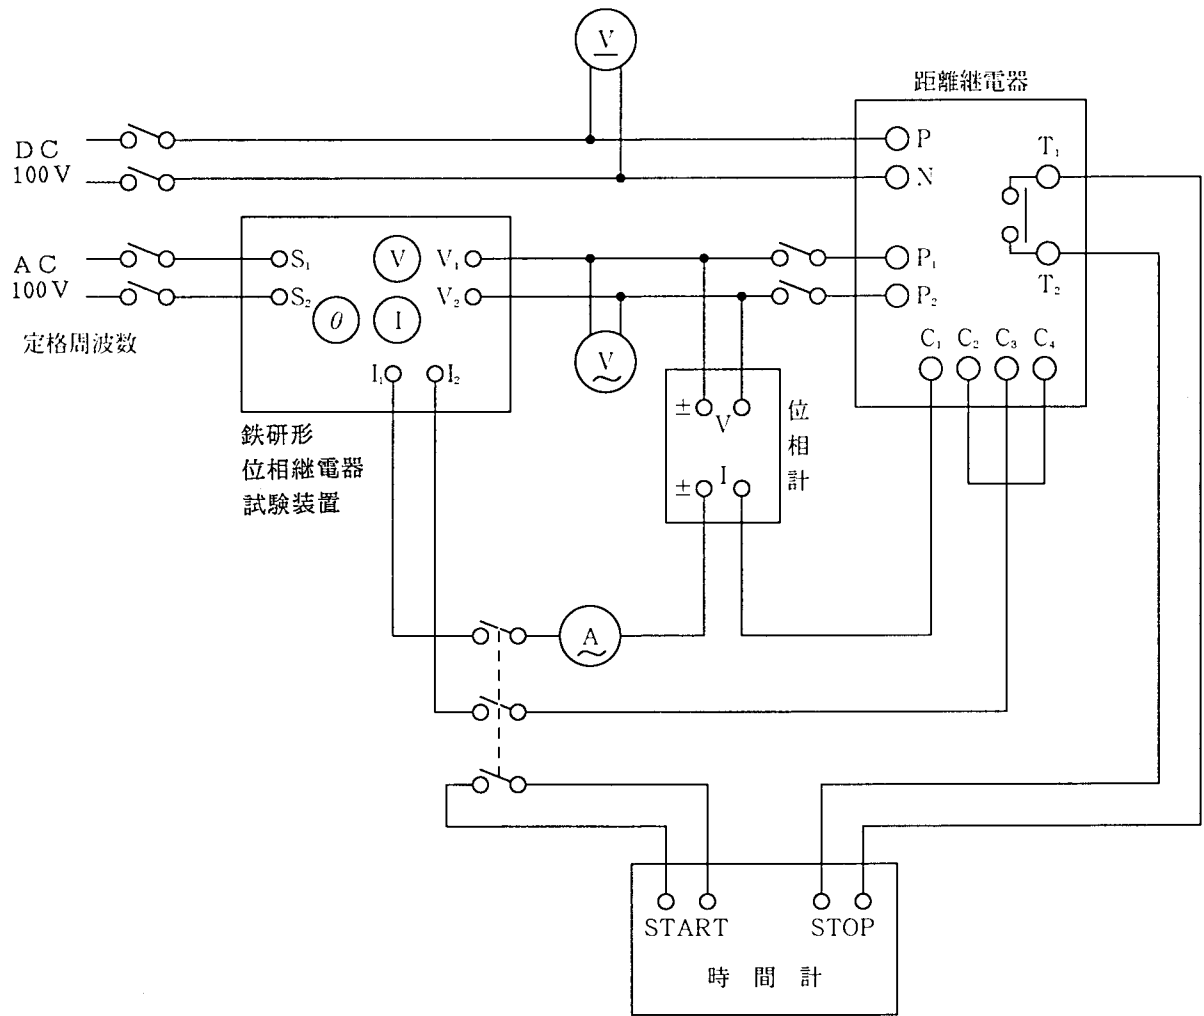 V
距離継電器
DC
100V
P
N
T₁
T₂
AC
100V
定格周波数
S₁
S₂
V
θ
I
V₁
V₂
I₁
I₂
V
P₁
P₂
C₁ C₂ C₃ C₄
鉄研形
位相継電器
試験装置
± V
± I
位相計
A
START STOP
時間計